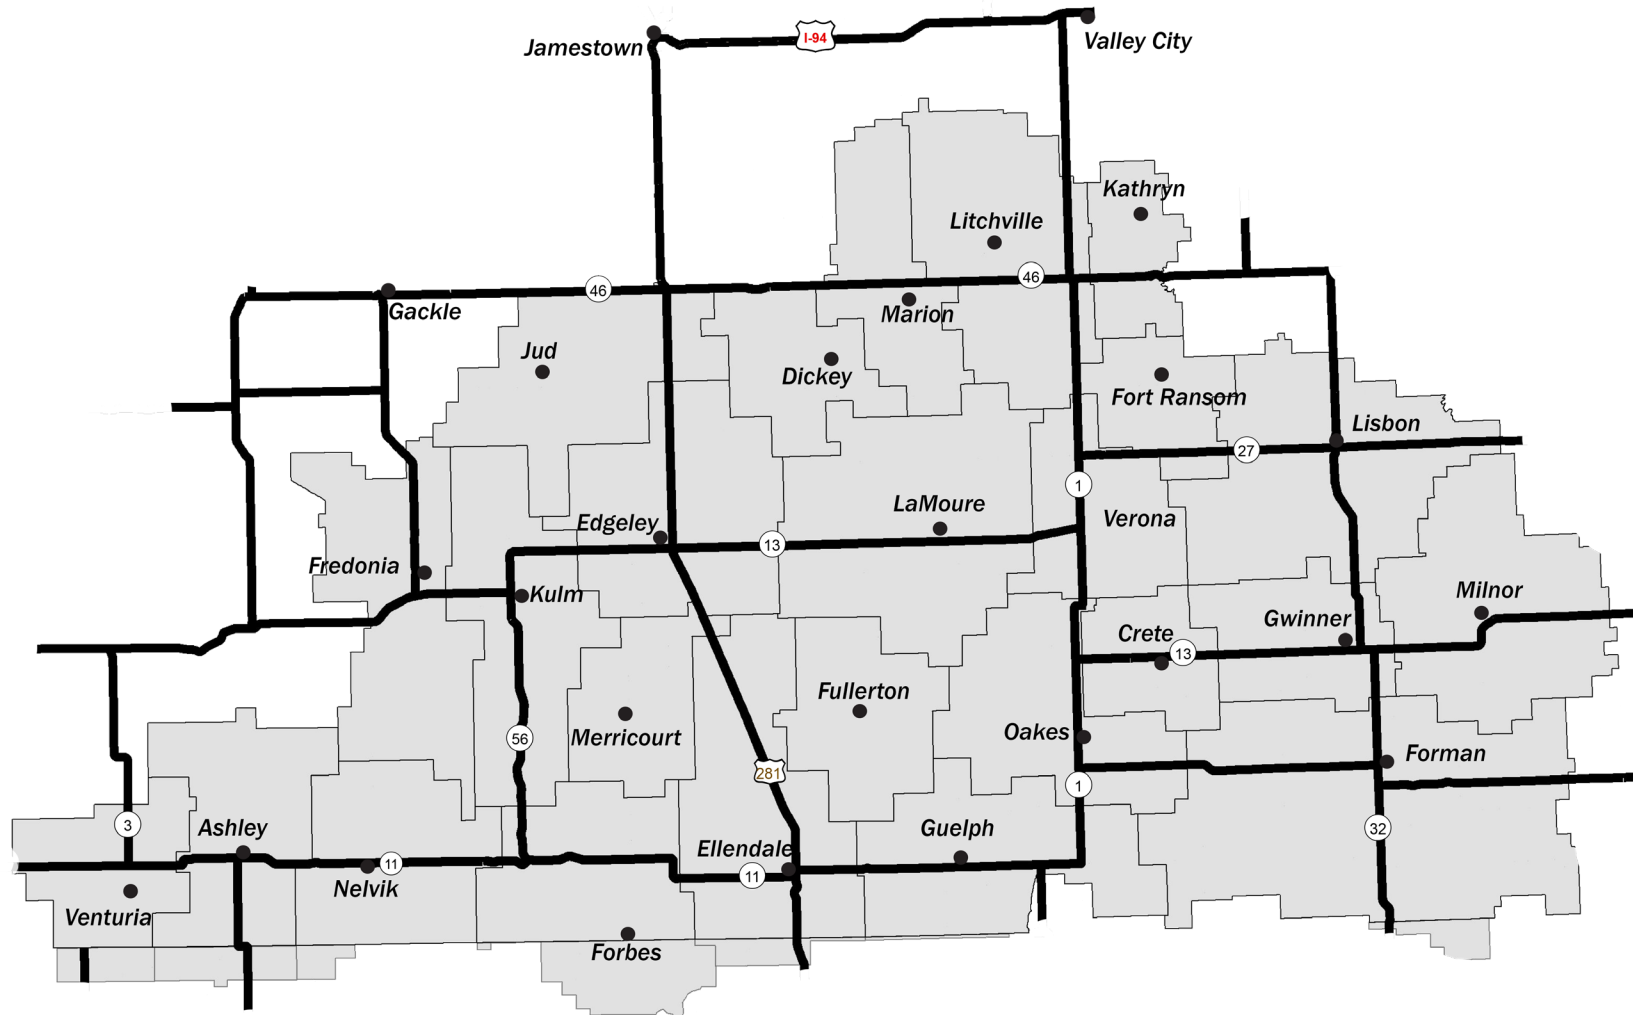 I-94
Jamestown
Valley City
Kathryn
Litchville
46
46
Gackle
Marion
Jud
Dickey
Fort Ransom
Lisbon
27
1
LaMoure
Verona
Edgeley
13
Fredonia
Kulm
Milnor
Gwinner
Crete
13
Fullerton
Oakes
56
Merricourt
Forman
281
1
3
Ashley
Guelph
32
Ellendale
11
11
Nelvik
Venturia
Forbes